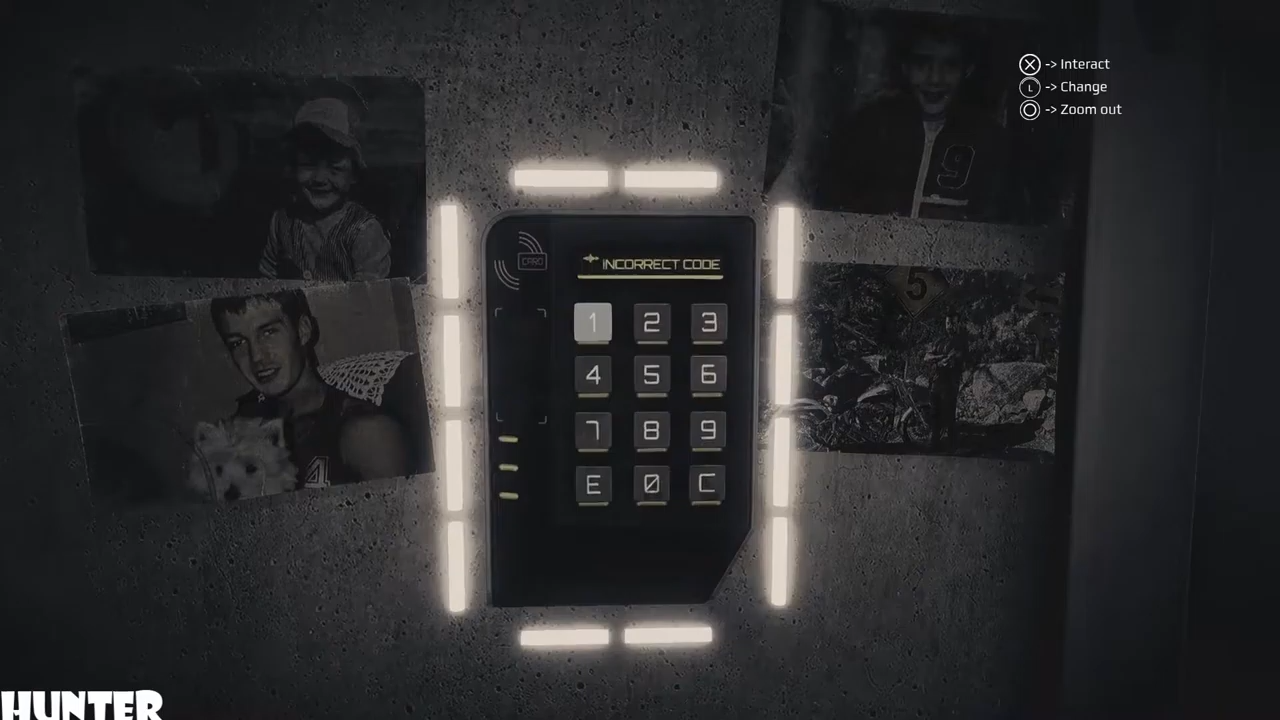 -> Interact
L -> Change
-> Zoom out
9
CARD
INCORRECT CODE
5
1 2 3
4 5 6
7 8 9
4
E 0 C
HUNTER